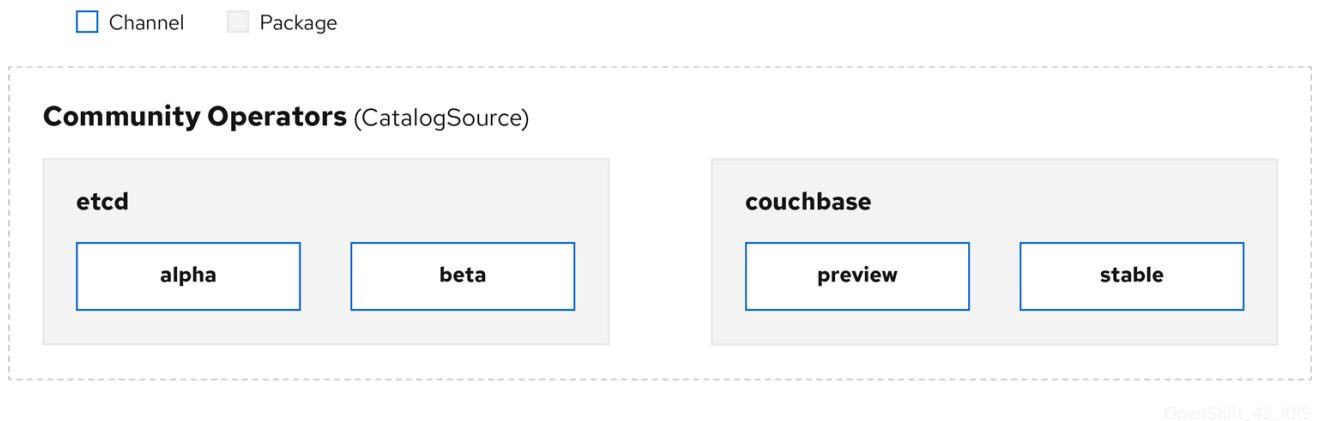 Channel Package
Community Operators (CatalogSource)
etcd couchbase
alpha beta preview stable
OpenShift_43_1019